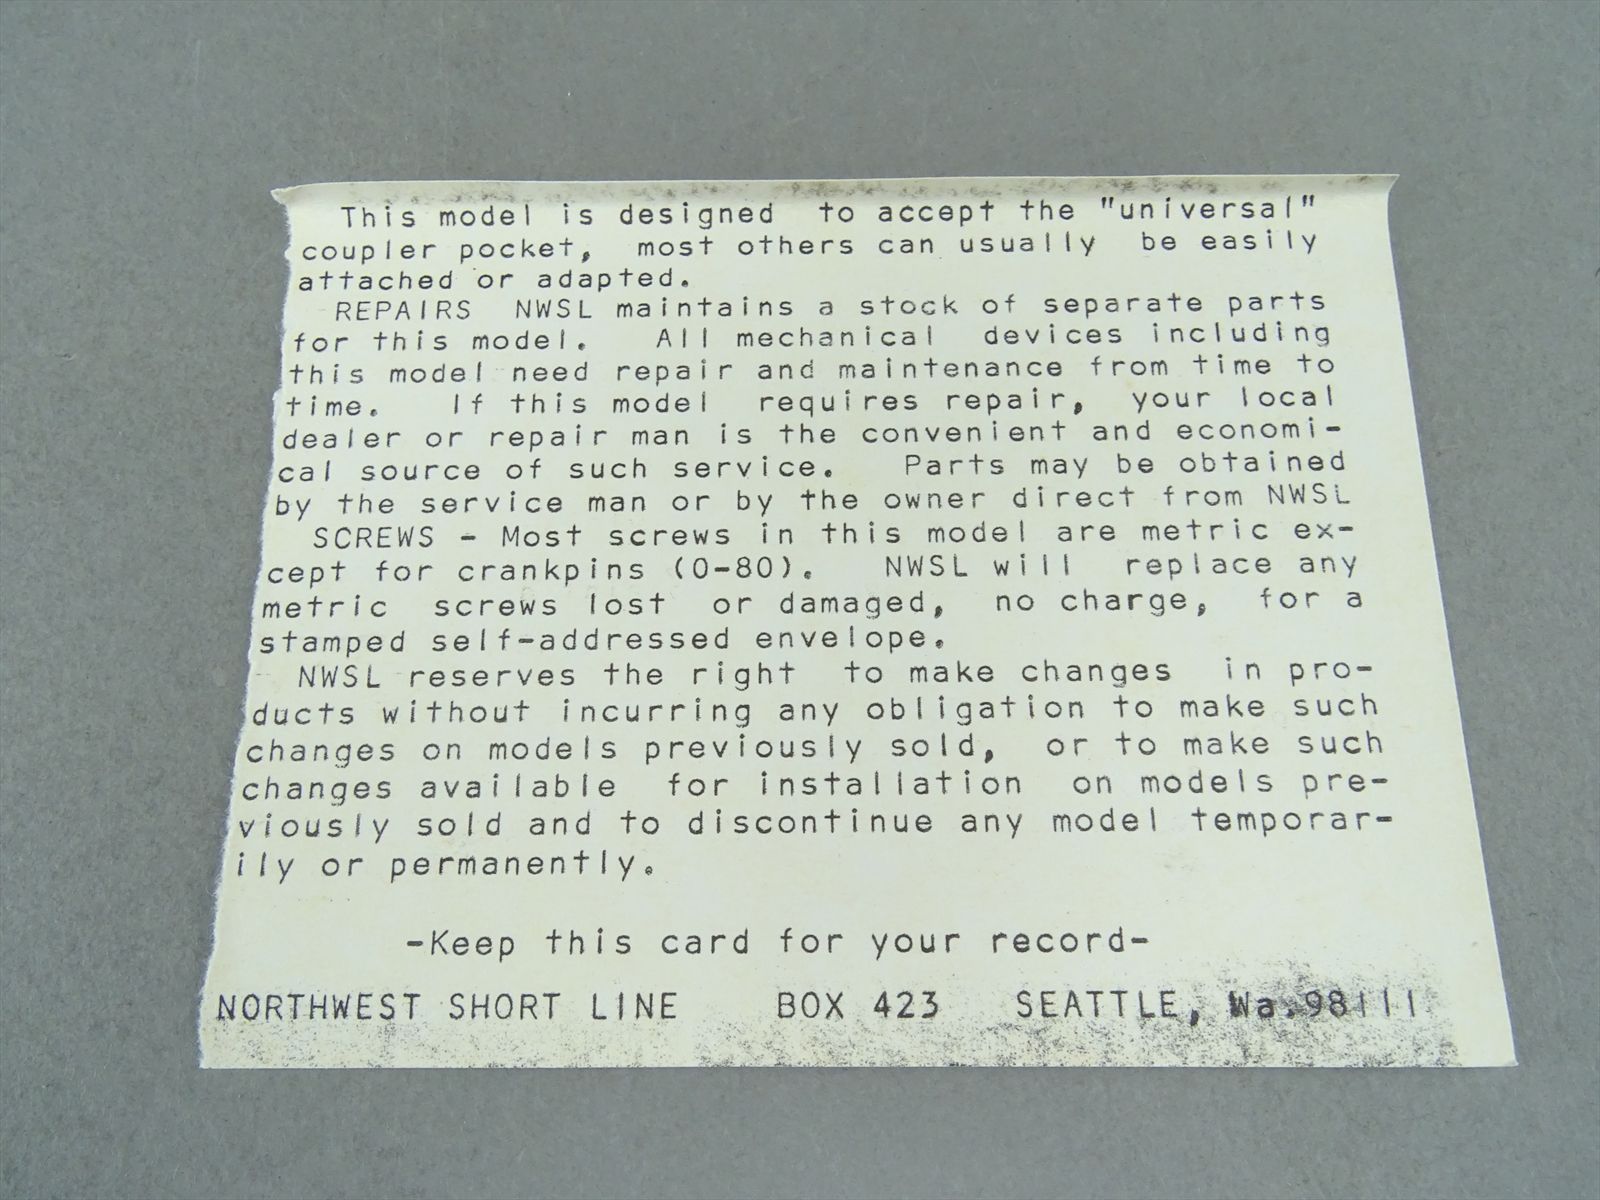 This model is designed to accept the "universal"
coupler pocket, most others can usually be easily
attached or adapted.
REPAIRS NWSL maintains a stock of separate parts
for this model. All mechanical devices including
this model need repair and maintenance from time to
time. If this model requires repair, your local
dealer or repair man is the convenient and economi-
cal source of such service. Parts may be obtained
by the service man or by the owner direct from NWSL
SCREWS - Most screws in this model are metric ex-
cept for crankpins (0-80). NWSL will replace any
metric screws lost or damaged, no charge, for a
stamped self-addressed envelope.
NWSL reserves the right to make changes in pro-
ducts without incurring any obligation to make such
changes on models previously sold, or to make such
changes available for installation on models pre-
viously sold and to discontinue any model temporar-
ily or permanently.
-Keep this card for your record-
NORTHWEST SHORT LINE BOX 423 SEATTLE, Wa.98111